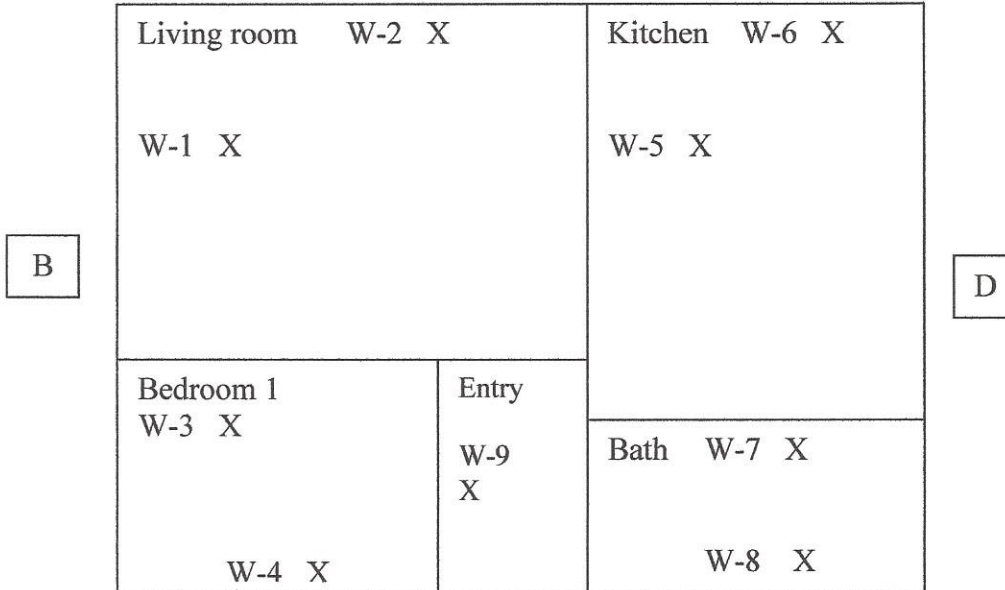 Living room W-2 X
Kitchen W-6 X
W-1 X
W-5 X
B
D
Bedroom 1
W-3 X
Entry
W-9
X
Bath W-7 X
W-4 X
W-8 X